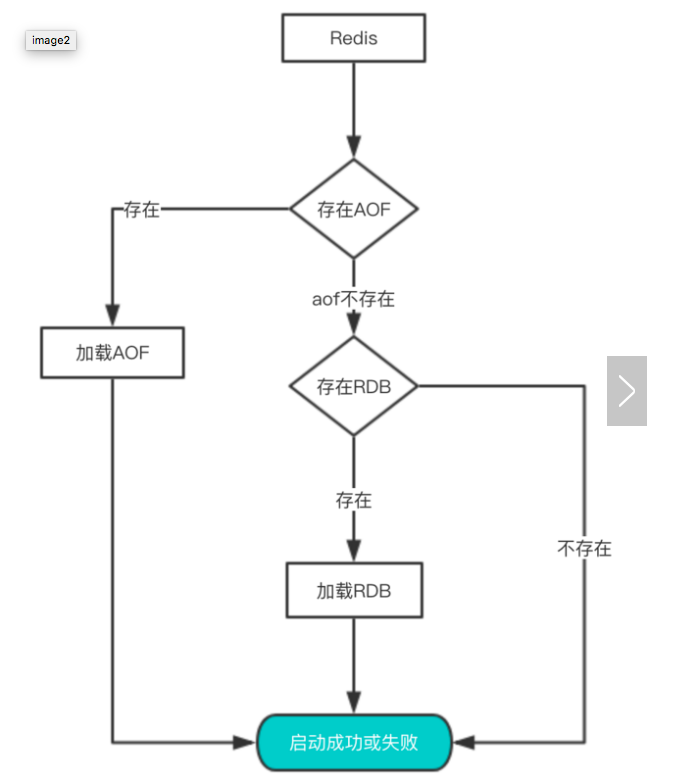 image2
Redis
存在AOF
存在
aof不存在
加载AOF
存在RDB
存在
不存在
加载RDB
启动成功或失败